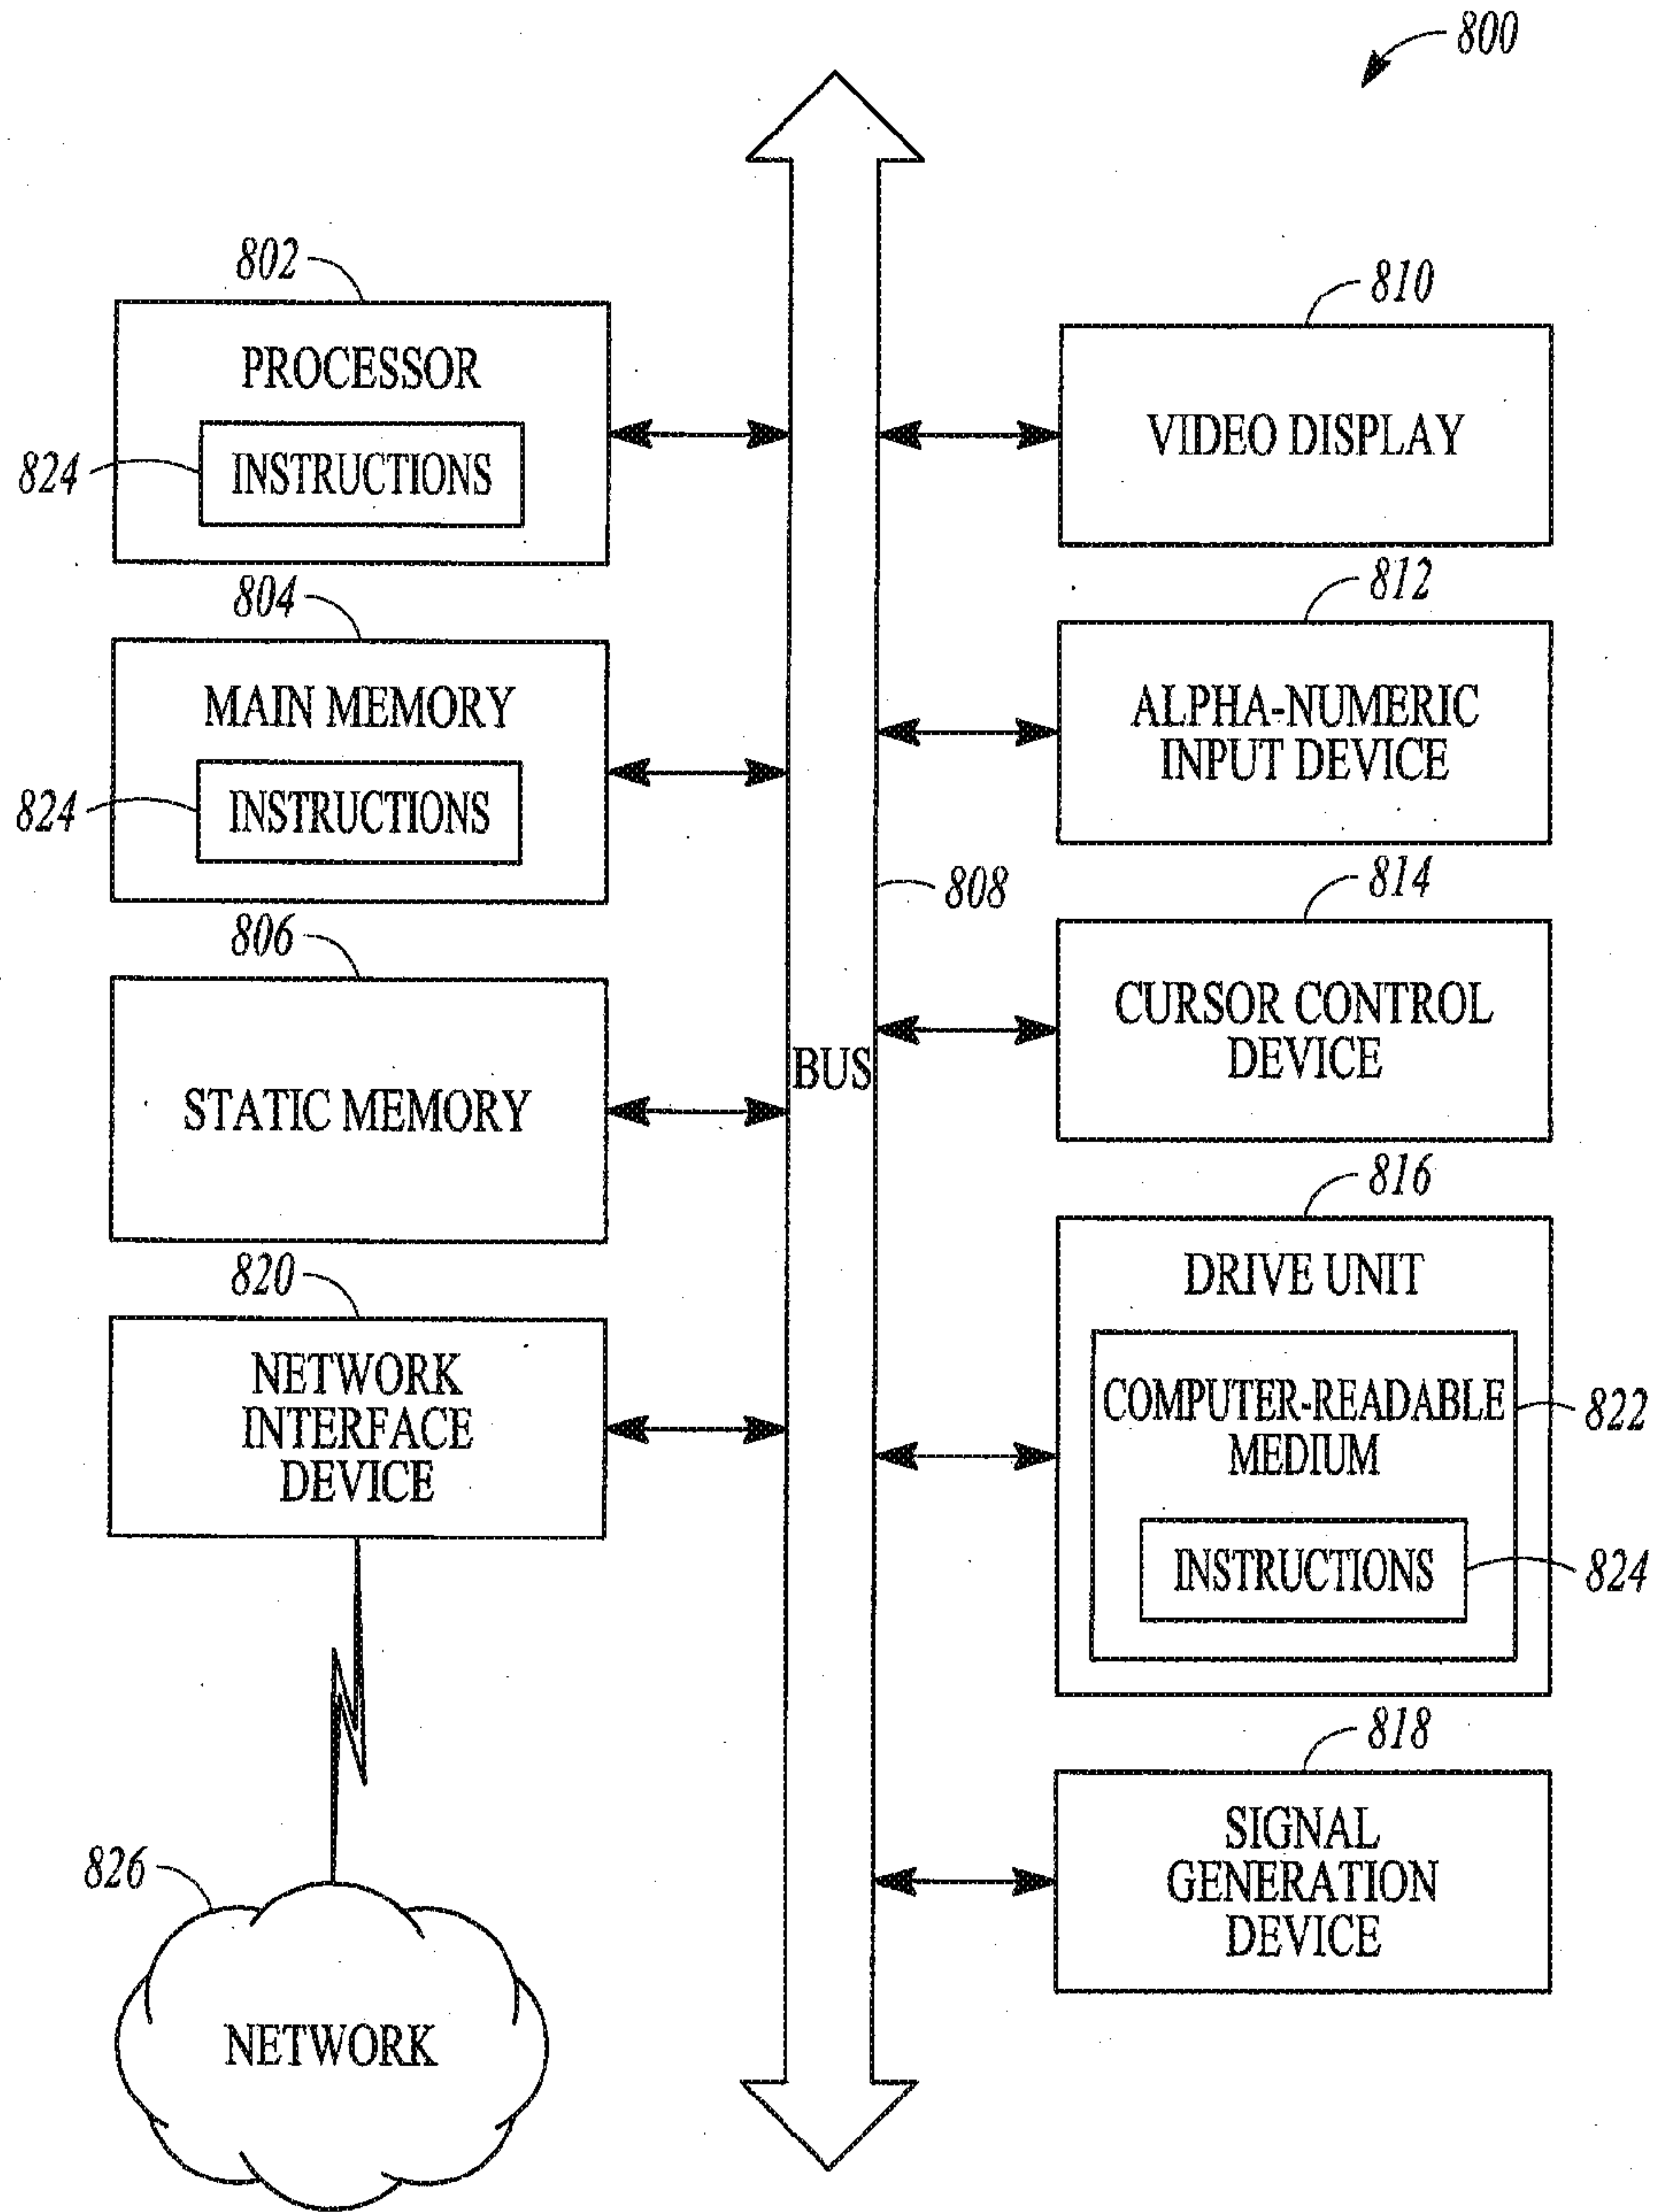 800
802
PROCESSOR
824
INSTRUCTIONS
804
MAIN MEMORY
824
INSTRUCTIONS
806
STATIC MEMORY
820
NETWORK
INTERFACE
DEVICE
826
NETWORK
BUS
808
810
VIDEO DISPLAY
812
ALPHA-NUMERIC
INPUT DEVICE
814
CURSOR CONTROL
DEVICE
816
DRIVE UNIT
COMPUTER-READABLE
MEDIUM
822
INSTRUCTIONS
824
818
SIGNAL
GENERATION
DEVICE